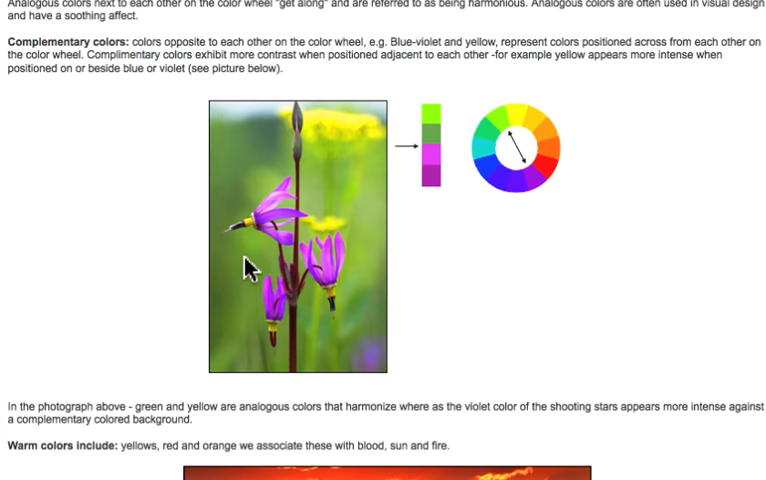 Analogous colors next to each other on the color wheel "get along" and are referred to as being harmonious. Analogous colors are often used in visual design
and have a soothing affect.
Complementary colors: colors opposite to each other on the color wheel, e.g. Blue-violet and yellow, represent colors positioned across from each other on
the color wheel. Complimentary colors exhibit more contrast when positioned adjacent to each other -for example yellow appears more intense when
positioned on or beside blue or violet (see picture below).
In the photograph above - green and yellow are analogous colors that harmonize where as the violet color of the shooting stars appears more intense against
a complementary colored background.
Warm colors include: yellows, red and orange we associate these with blood, sun and fire.